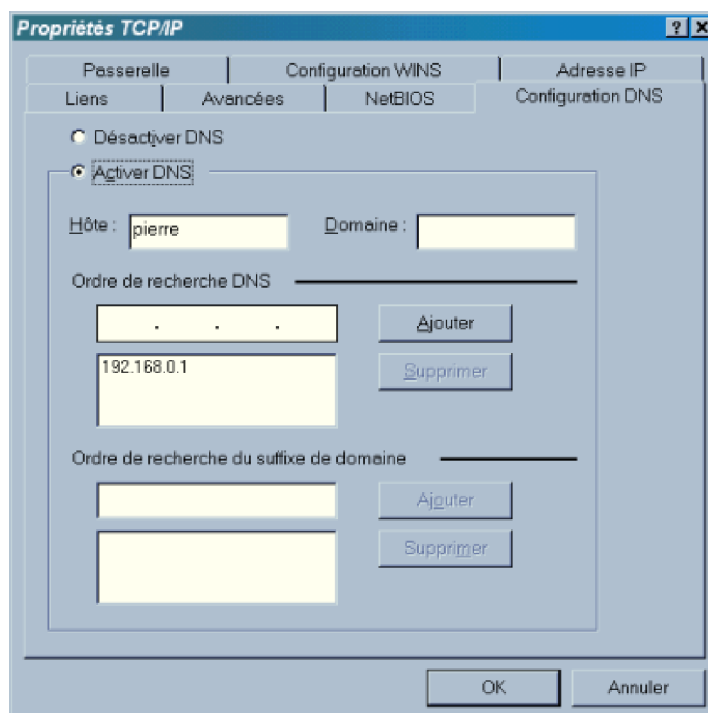 Propriétés TCP/IP
Passerelle Configuration WINS Adresse IP
Liens Avancées NetBIOS Configuration DNS
Désactiver DNS
Activer DNS
Hôte : pierre Domaine :
Ordre de recherche DNS
. . . Ajouter
192.168.0.1 Supprimer
Ordre de recherche du suffixe de domaine
Ajouter
Supprimer
OK Annuler